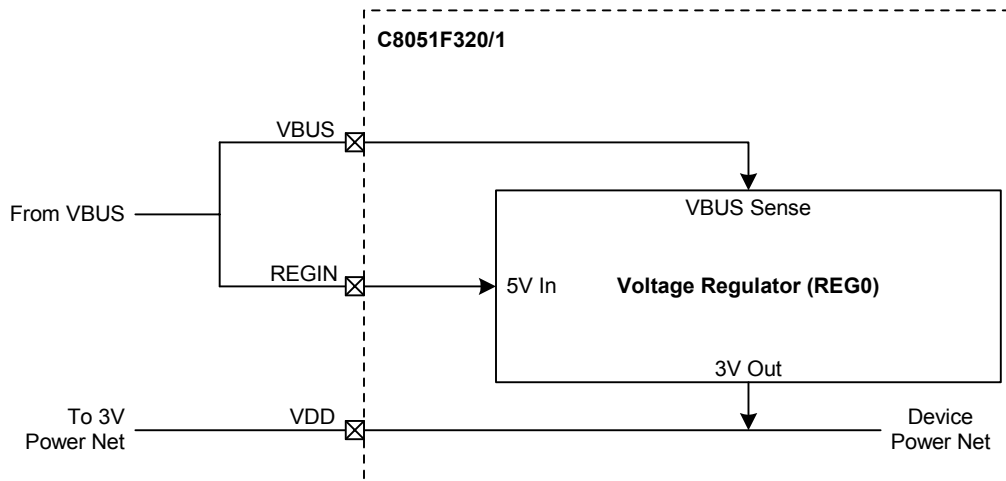 C8051F320/1
VBUS
From VBUS
VBUS Sense
REGIN
5V In
Voltage Regulator (REG0)
3V Out
To 3V
Power Net
VDD
Device
Power Net